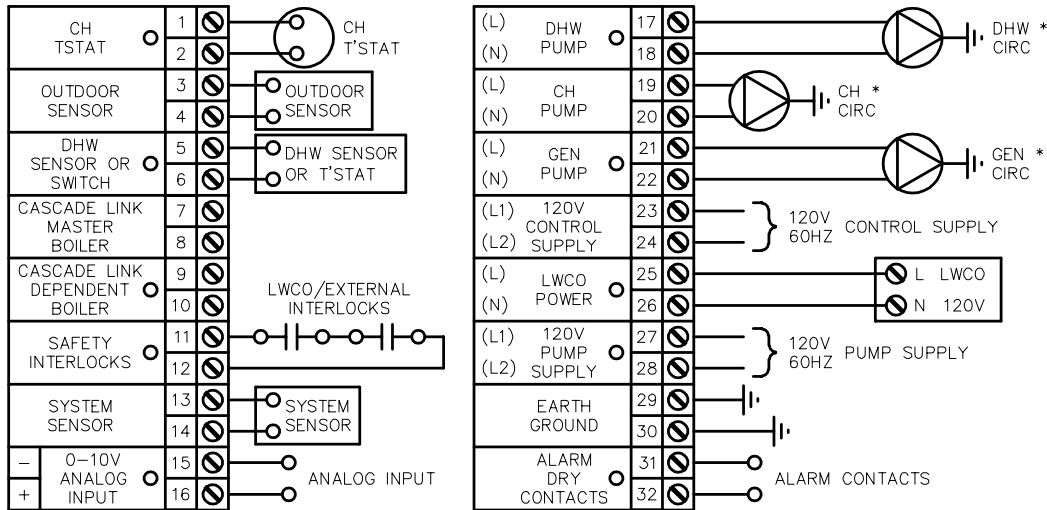 CH
TSTAT
1
2
CH
T'STAT
OUTDOOR
SENSOR
3
4
OUTDOOR
SENSOR
DHW
SENSOR OR
SWITCH
5
6
DHW SENSOR
OR T'STAT
CASCADE LINK
MASTER
BOILER
7
8
CASCADE LINK
DEPENDENT
BOILER
9
10
LWCO/EXTERNAL
INTERLOCKS
SAFETY
INTERLOCKS
11
12
SYSTEM
SENSOR
13
14
SYSTEM
SENSOR
-
+
0-10V
ANALOG
INPUT
15
16
ANALOG INPUT
(L)
(N)
DHW
PUMP
17
18
DHW *
CIRC
(L)
(N)
CH
PUMP
19
20
CH *
CIRC
(L)
(N)
GEN
PUMP
21
22
GEN *
CIRC
(L1)
(L2)
120V
CONTROL
SUPPLY
23
24
120V
60HZ
CONTROL SUPPLY
(L)
(N)
LWCO
POWER
25
26
L LWCO
N 120V
(L1)
(L2)
120V
PUMP
SUPPLY
27
28
120V
60HZ
PUMP SUPPLY
EARTH
GROUND
29
30
ALARM
DRY
CONTACTS
31
32
ALARM CONTACTS